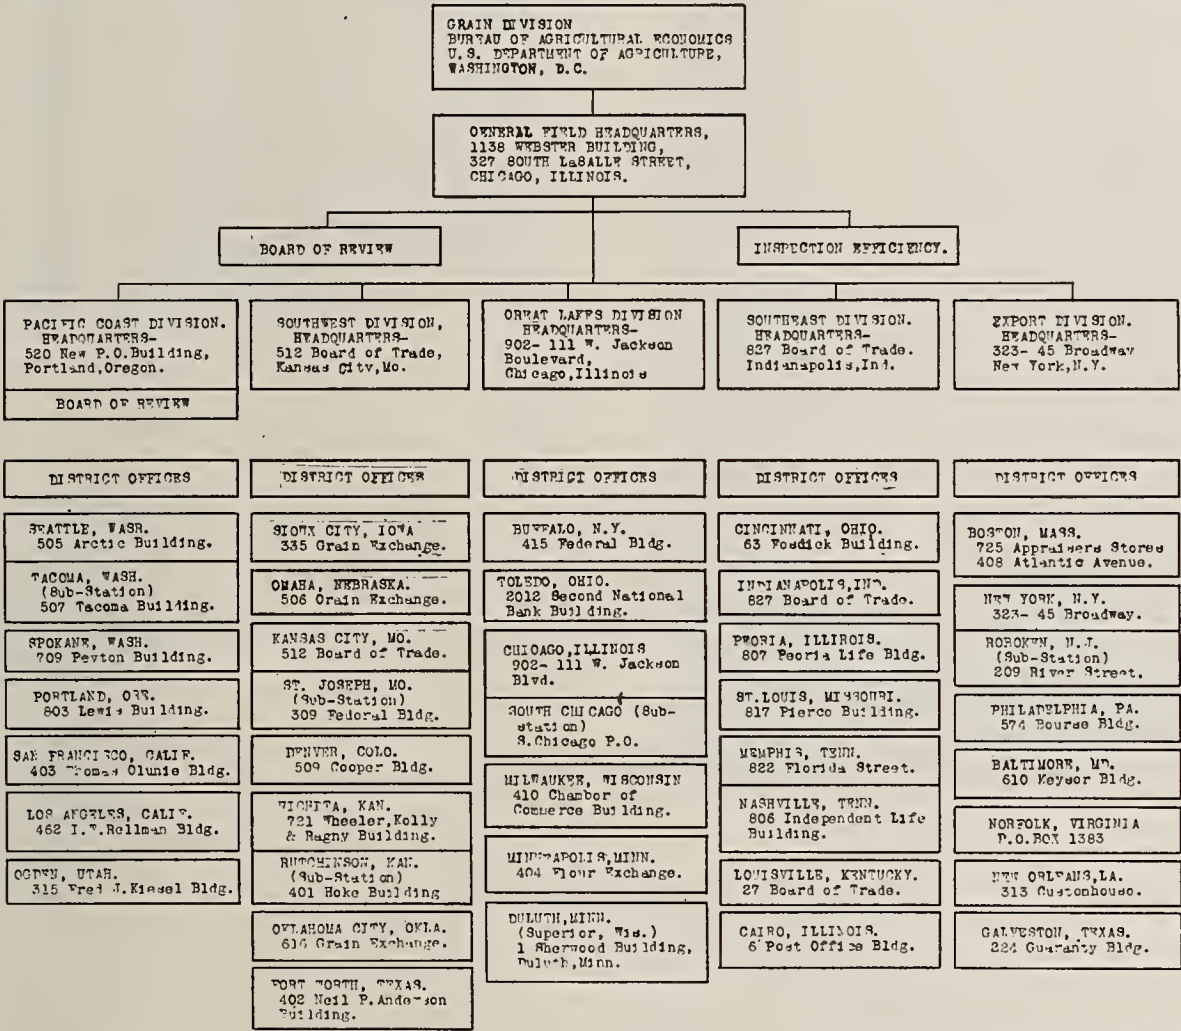 GRAIN DIVISION
BUREAU OF AGRICULTURAL ECONOMICS
U.S. DEPARTMENT OF AGRICULTURE,
WASHINGTON, D.C.
GENERAL FIELD HEADQUARTERS,
1138 WEBSTER BUILDING,
327 SOUTH LaSALLE STREET,
CHICAGO, ILLINOIS.
BOARD OF REVIEW
INSPECTION EFFICIENCY.
PACIFIC COAST DIVISION.
HEADQUARTERS-
520 New P.O.Building,
Portland,Oregon.
BOARD OF REVIEW
SOUTHWEST DIVISION,
HEADQUARTERS-
512 Board of Trade,
Kansas City,Mo.
GREAT LAKES DIVISION
HEADQUARTERS-
902- 111 W. Jackson
Boulevard,
Chicago,Illinois
SOUTHEAST DIVISION.
HEADQUARTERS-
827 Board of Trade.
Indianapolis,Ind.
EXPORT DIVISION.
HEADQUARTERS-
323- 45 Broadway
New York,N.Y.
DISTRICT OFFICES
SEATTLE, WASH.
505 Arctic Building.
TACOMA, WASH.
(Sub-Station)
507 Tacoma Building.
SPOKANE, WASH.
709 Peyton Building.
PORTLAND, ORE.
803 Lewis Building.
SAN FRANCISCO, CALIF.
403 Thomas Clunie Bldg.
LOS ANGELES, CALIF.
462 I.W.Hellman Bldg.
OGDEN, UTAH.
315 Fred J.Kiesel Bldg.
DISTRICT OFFICES
SIOUX CITY, IOWA
335 Grain Exchange.
OMAHA, NEBRASKA.
506 Grain Exchange.
KANSAS CITY, MO.
512 Board of Trade.
ST. JOSEPH, MO.
(Sub-Station)
309 Federal Bldg.
DENVER, COLO.
509 Cooper Bldg.
WICHITA, KAN.
721 Wheeler,Kelly
& Hagny Building.
HUTCHINSON, KAN.
(Sub-Station)
401 Hoke Building
OKLAHOMA CITY, OKLA.
616 Grain Exchange.
FORT WORTH, TEXAS.
402 Neil P.Anderson
Building.
DISTRICT OFFICES
BUFFALO, N.Y.
415 Federal Bldg.
TOLEDO, OHIO.
2012 Second National
Bank Building.
CHICAGO,ILLINOIS
902- 111 W. Jackson
Blvd.
SOUTH CHICAGO (Sub-
station)
S.Chicago P.O.
MILWAUKEE, WISCONSIN
410 Chamber of
Commerce Building.
MINNEAPOLIS,MINN.
404 Flour Exchange.
DULUTH,MINN.
(Superior, Wis.)
1 Sherwood Building,
Duluth,Minn.
DISTRICT OFFICES
CINCINNATI, OHIO.
63 Fosdick Building.
INDIANAPOLIS,IND.
827 Board of Trade.
PEORIA, ILLINOIS.
807 Peoria Life Bldg.
ST.LOUIS, MISSOURI.
817 Pierce Building.
MEMPHIS, TENN.
822 Florida Street.
NASHVILLE, TENN.
806 Independent Life
Building.
LOUISVILLE, KENTUCKY.
27 Board of Trade.
CAIRO, ILLINOIS.
6 Post Office Bldg.
DISTRICT OFFICES
BOSTON, MASS.
725 Appraisers Stores
408 Atlantic Avenue.
NEW YORK, N.Y.
323- 45 Broadway.
HOBOKEN, N.J.
(Sub-Station)
209 River Street.
PHILADELPHIA, PA.
574 Bourse Bldg.
BALTIMORE, MD.
610 Keyser Bldg.
NORFOLK, VIRGINIA
P.O.BOX 1383
NEW ORLEANS,LA.
313 Customhouse.
GALVESTON, TEXAS.
224 Guaranty Bldg.